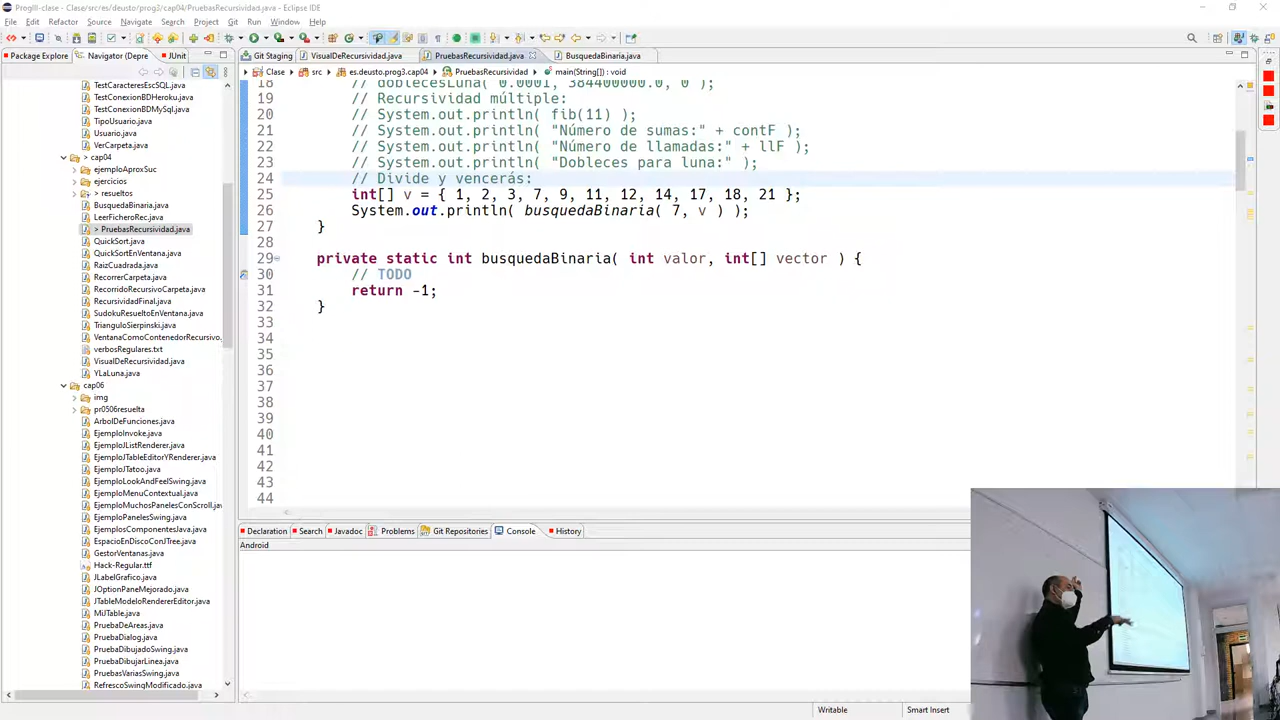 ProgIII-clase - Clase/src/res/deusto/prog3/cap04/PruebasRecursividad.java - Eclipse IDE
File Edit Refactor Source Navigate Search Project Git Run Window Help
Package Explore Navigator (Depre JUnit
Git Staging VisualDeRecursividad.java PruebasRecursividad.java BusquedaBinaria.java
Clase src es.deusto.prog3.cap04 PruebasRecursividad main(String[]) : void
TestCaracteresEscSQL.java
TestConexionBDHeroku.java
TestConexionBDMySql.java
TipoUsuario.java
Usuario.java
VerCarpeta.java
> cap04
ejemploAproxSuc
ejercicios
> resueltos
BusquedaBinaria.java
LeerFicheroRec.java
> PruebasRecursividad.java
QuickSort.java
QuickSortEnVentana.java
RaizCuadrada.java
RecorrerCarpeta.java
RecorridoRecursivoCarpeta.java
RecursividadFinal.java
SudokuResueltoEnVentana.java
TrianguloSierpinski.java
VentanaComoContenedorRecursivo.
verbosRegulares.txt
VisualDeRecursividad.java
YLaLuna.java
cap06
img
pr0506resuelta
ArbolDeFunciones.java
EjemploInvoke.java
EjemploJListRenderer.java
EjemploJTableEditorYRenderer.java
EjemploJTatoo.java
EjemploLookAndFeelSwing.java
EjemploMenuContextual.java
EjemploMuchosPanelesConScroll.jav
EjemploPanelesSwing.java
EjemplosComponentesJava.java
EspacioEnDiscoConJTree.java
GestorVentanas.java
Hack-Regular.ttf
JLabelGrafico.java
JOptionPaneMejorado.java
JTableModeloRendererEditor.java
MiJTable.java
PruebaDeAreas.java
PruebaDialog.java
PruebaDibujadoSwing.java
PruebaDibujarLinea.java
PruebasVariasSwing.java
RefrescoSwingModificado.java
18 // doblecesLuna( 0.0001, 384400000.0, 0 );
19 // Recursividad múltiple:
20 // System.out.println( fib(11) );
21 // System.out.println( "Número de sumas:" + contF );
22 // System.out.println( "Número de llamadas:" + llF );
23 // System.out.println( "Dobleces para luna:" );
24 // Divide y vencerás:
25 int[] v = { 1, 2, 3, 7, 9, 11, 12, 14, 17, 18, 21 };
26 System.out.println( busquedaBinaria( 7, v ) );
27 }
28
29 private static int busquedaBinaria( int valor, int[] vector ) {
30 // TODO
31 return -1;
32 }
33
34
35
36
37
38
39
40
41
42
43
44
Declaration Search Javadoc Problems Git Repositories Console History
Android
Writable Smart Insert